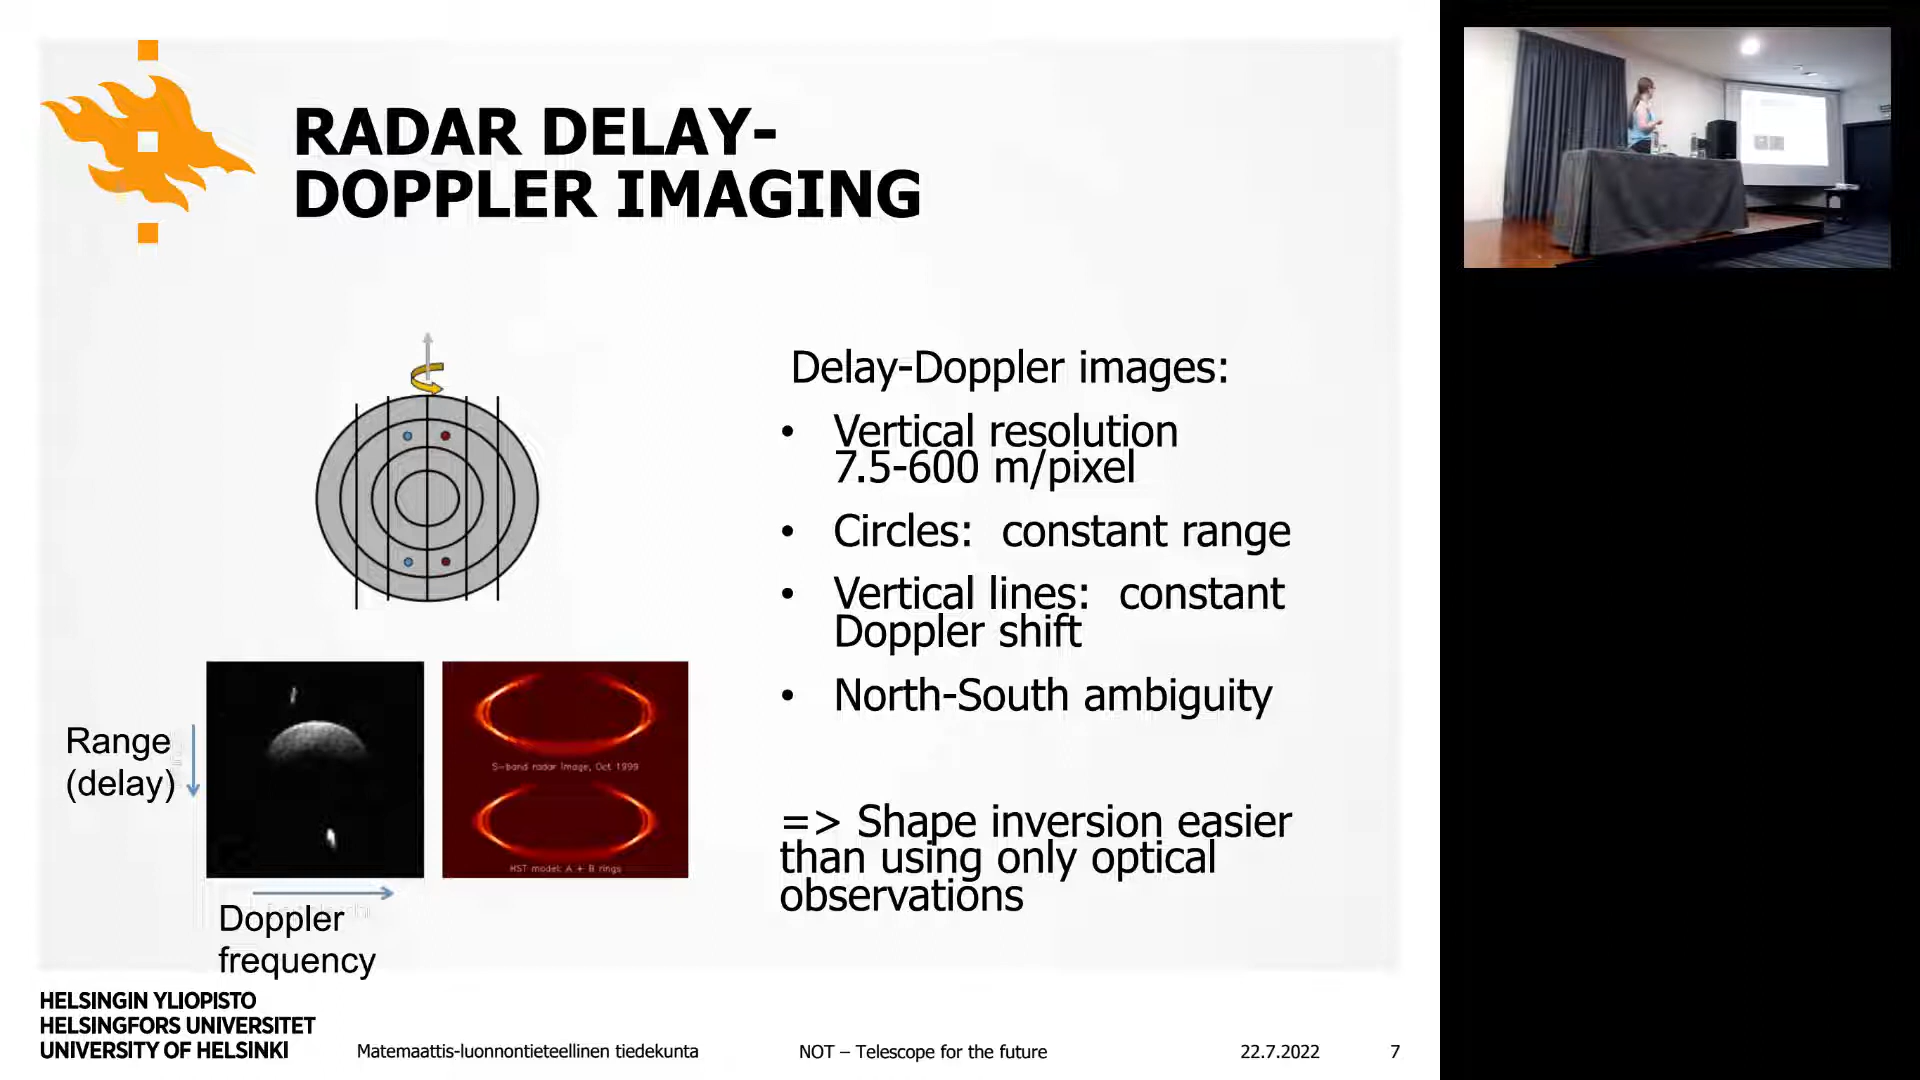 RADAR DELAY-
DOPPLER IMAGING
Delay-Doppler images:
• Vertical resolution
7.5-600 m/pixel
• Circles: constant range
• Vertical lines: constant
Doppler shift
• North-South ambiguity
=> Shape inversion easier
than using only optical
observations
Range
(delay)
S-band radar Image, Oct 1999
HST model: A + B rings
Doppler
frequency
HELSINGIN YLIOPISTO
HELSINGFORS UNIVERSITET
UNIVERSITY OF HELSINKI
Matemaattis-luonnontieteellinen tiedekunta
NOT – Telescope for the future
22.7.2022
7